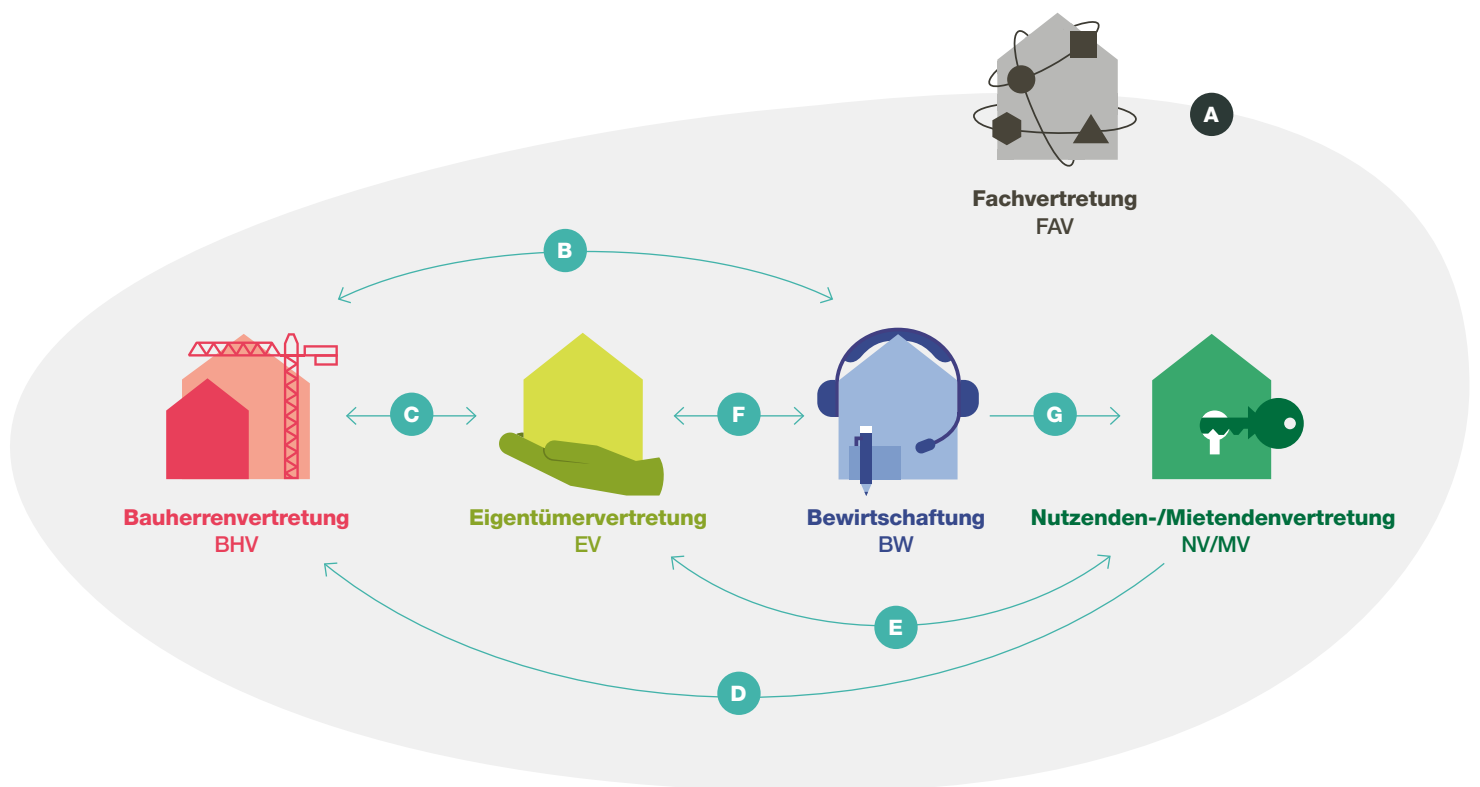 A
Fachvertretung
FAV
B
C
F
G
Bauherrenvertretung
BHV
Eigentümervertretung
EV
Bewirtschaftung
BW
Nutzenden-/Mietendenvertretung
NV/MV
E
D